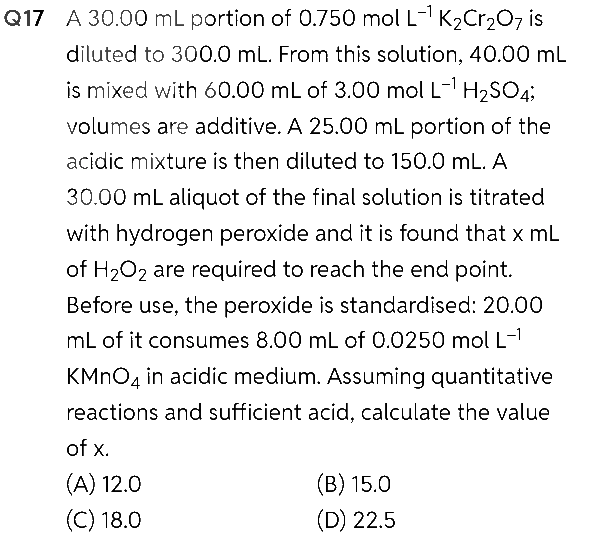 Q17 A 30.00 mL portion of 0.750 mol L⁻¹ K₂Cr₂O₇ is
diluted to 300.0 mL. From this solution, 40.00 mL
is mixed with 60.00 mL of 3.00 mol L⁻¹ H₂SO₄;
volumes are additive. A 25.00 mL portion of the
acidic mixture is then diluted to 150.0 mL. A
30.00 mL aliquot of the final solution is titrated
with hydrogen peroxide and it is found that x mL
of H₂O₂ are required to reach the end point.
Before use, the peroxide is standardised: 20.00
mL of it consumes 8.00 mL of 0.0250 mol L⁻¹
KMnO₄ in acidic medium. Assuming quantitative
reactions and sufficient acid, calculate the value
of x.
(A) 12.0 (B) 15.0
(C) 18.0 (D) 22.5